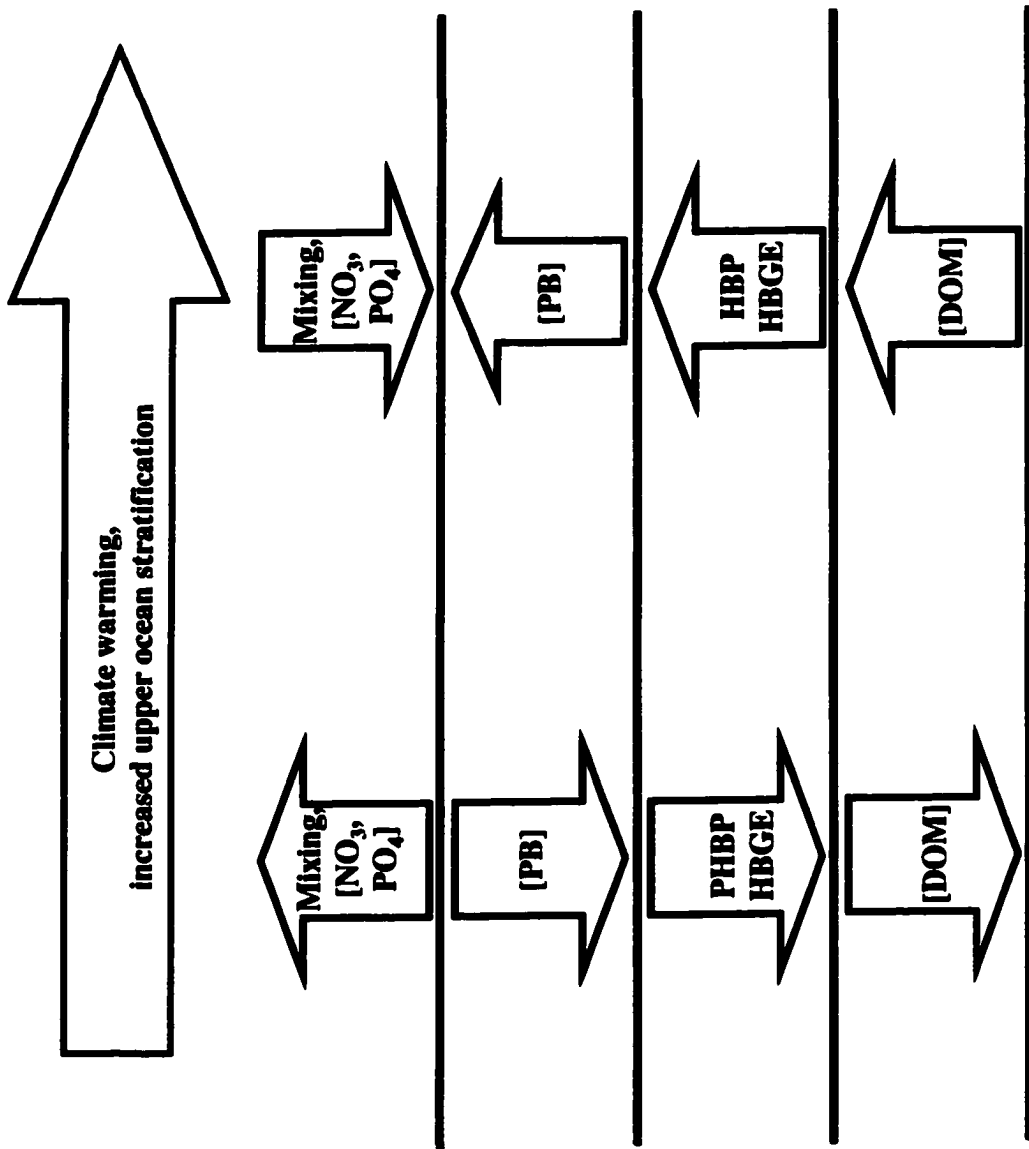 Climate warming,
increased upper ocean stratification
Mixing,
[NO₃,
PO₄]
Mixing,
[NO₃,
PO₄]
[PB]
[PB]
PHBP
HBGE
HBP
HBGE
[DOM]
[DOM]